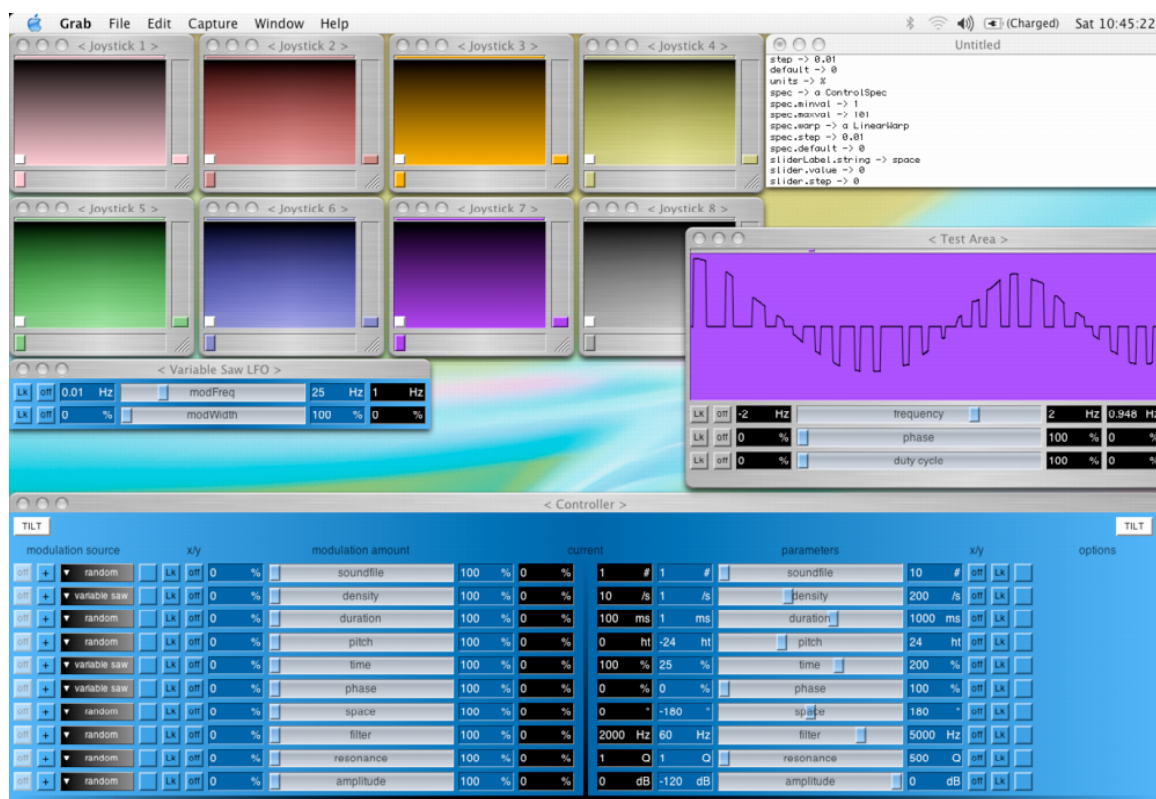 Grab File Edit Capture Window Help (Charged) Sat 10:45:22
< Joystick 1 > < Joystick 2 > < Joystick 3 > < Joystick 4 > Untitled
step -> 0.01
default -> 0
units -> %
spec -> a ControlSpec
spec.minval -> 1
spec.maxval -> 101
spec.warp -> a LinearWarp
spec.step -> 0.01
spec.default -> 0
sliderLabel.string -> space
slider.value -> 0
slider.step -> 0
< Joystick 5 > < Joystick 6 > < Joystick 7 > < Joystick 8 >
< Test Area >
< Variable Saw LFO >
Lk off 0.01 Hz modFreq 25 Hz 1 Hz
Lk off 0 % modWidth 100 % 0 %
Lk off -2 Hz frequency 2 Hz 0.948 Hz
Lk off 0 % phase 100 % 0 %
Lk off 0 % duty cycle 100 % 0 %
< Controller >
TILT TILT
modulation source x/y modulation amount current parameters x/y options
off + random Lk off 0 % soundfile 100 % 0 % 1 # 1 # soundfile 10 # off Lk
off + variable saw Lk off 0 % density 100 % 0 % 10 /s 1 /s density 200 /s off Lk
off + random Lk off 0 % duration 100 % 0 % 100 ms 1 ms duration 1000 ms off Lk
off + random Lk off 0 % pitch 100 % 0 % 0 ht -24 ht pitch 24 ht off Lk
off + variable saw Lk off 0 % time 100 % 0 % 100 % 25 % time 200 % off Lk
off + variable saw Lk off 0 % phase 100 % 0 % 0 % 0 % phase 100 % off Lk
off + random Lk off 0 % space 100 % 0 % 0 ° -180 ° space 180 ° off Lk
off + random Lk off 0 % filter 100 % 0 % 2000 Hz 60 Hz filter 5000 Hz off Lk
off + random Lk off 0 % resonance 100 % 0 % 1 Q 1 Q resonance 500 Q off Lk
off + random Lk off 0 % amplitude 100 % 0 % 0 dB -120 dB amplitude 0 dB off Lk